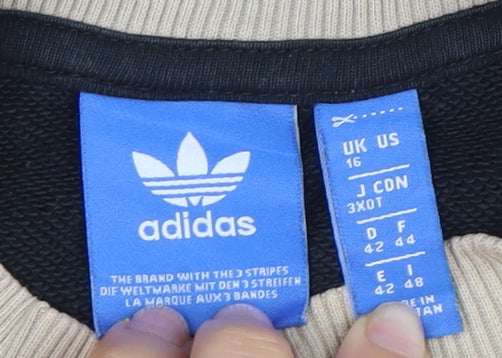 adidas
THE BRAND WITH THE 3 STRIPES
DIE WELTMARKE MIT DEN 3 STREIFEN
LA MARQUE AUX 3 BANDES
UK US
16
J CDN
3XOT
D F
42 44
E I
42 48
IN